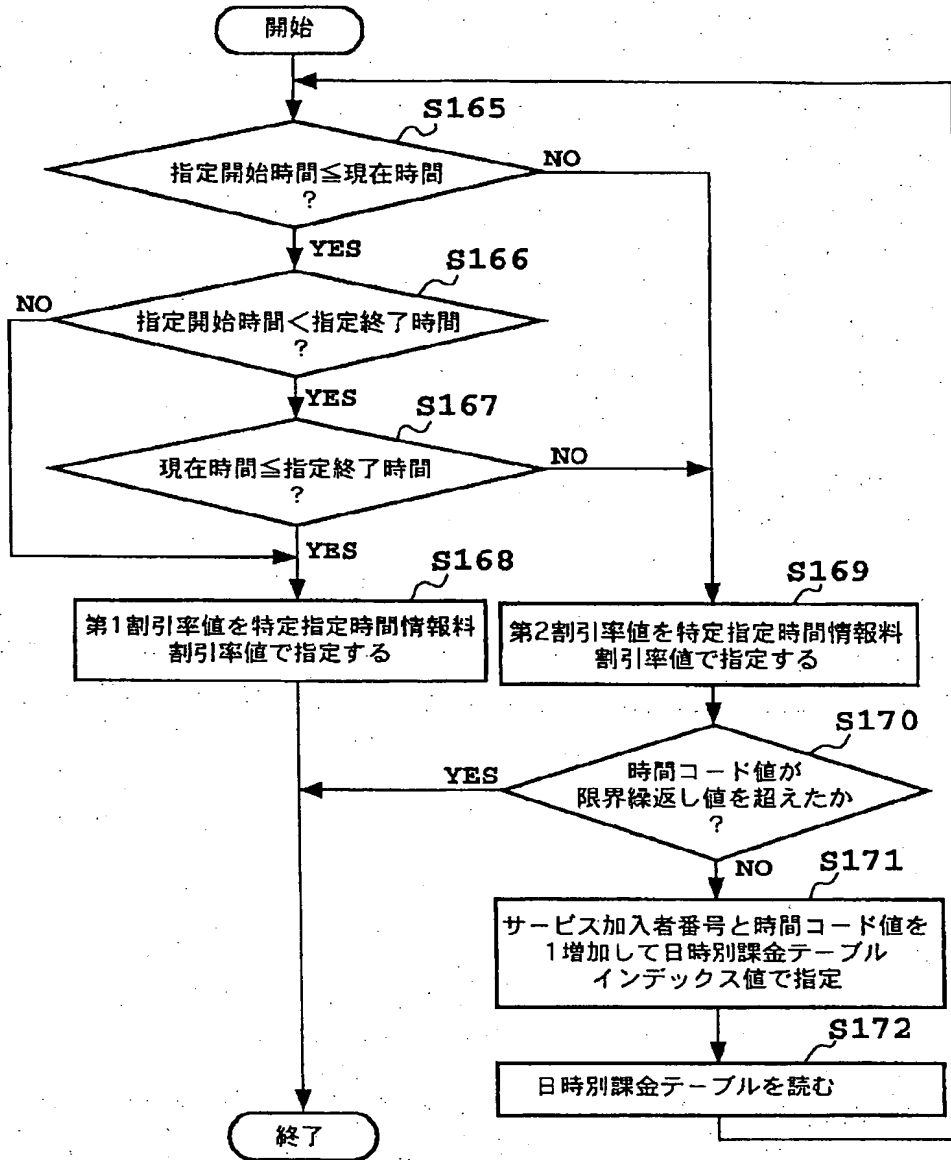 開始
S165
指定開始時間≦現在時間
?
NO
YES
S166
NO
指定開始時間<指定終了時間
?
YES
S167
現在時間≦指定終了時間
?
NO
YES
S168
第1割引率値を特定指定時間情報料
割引率値で指定する
S169
第2割引率値を特定指定時間情報料
割引率値で指定する
S170
時間コード値が
限界繰返し値を超えたか
?
YES
NO
S171
サービス加入者番号と時間コード値を
1増加して日時別課金テーブル
インデックス値で指定
S172
日時別課金テーブルを読む
終了